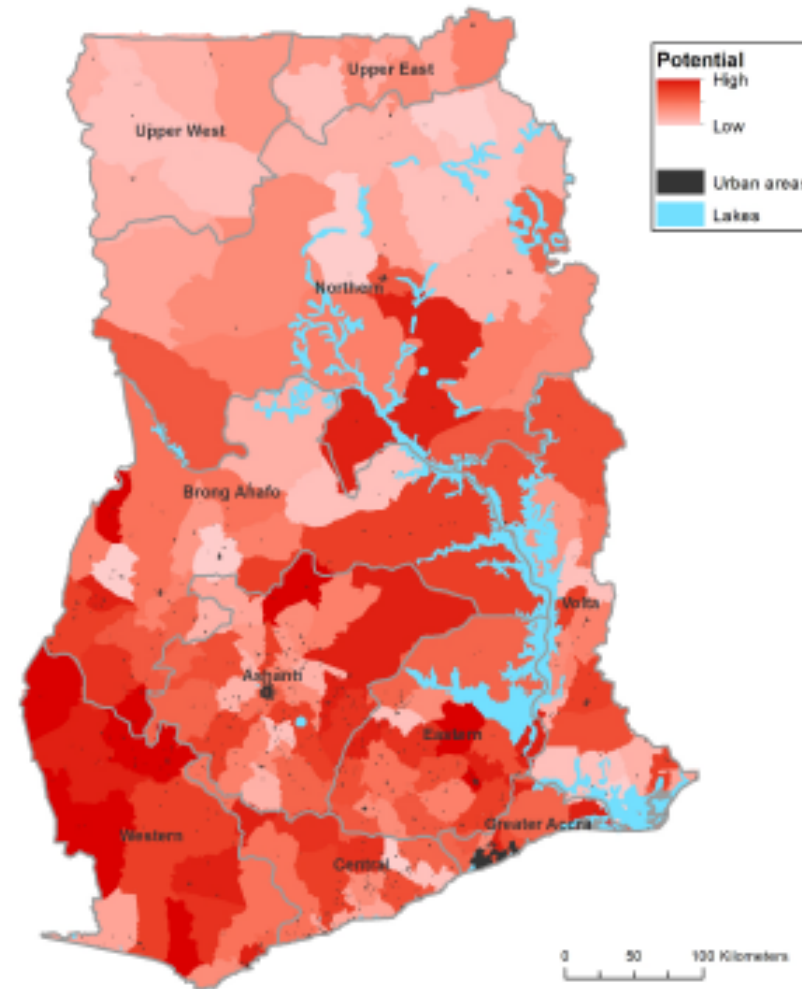 Upper East
Upper West
Northern
Brong Ahafo
Volta
Ashanti
Eastern
Greater Accra
Western
Central
Potential
High
Low
Urban areas
Lakes
0 50 100 Kilometers